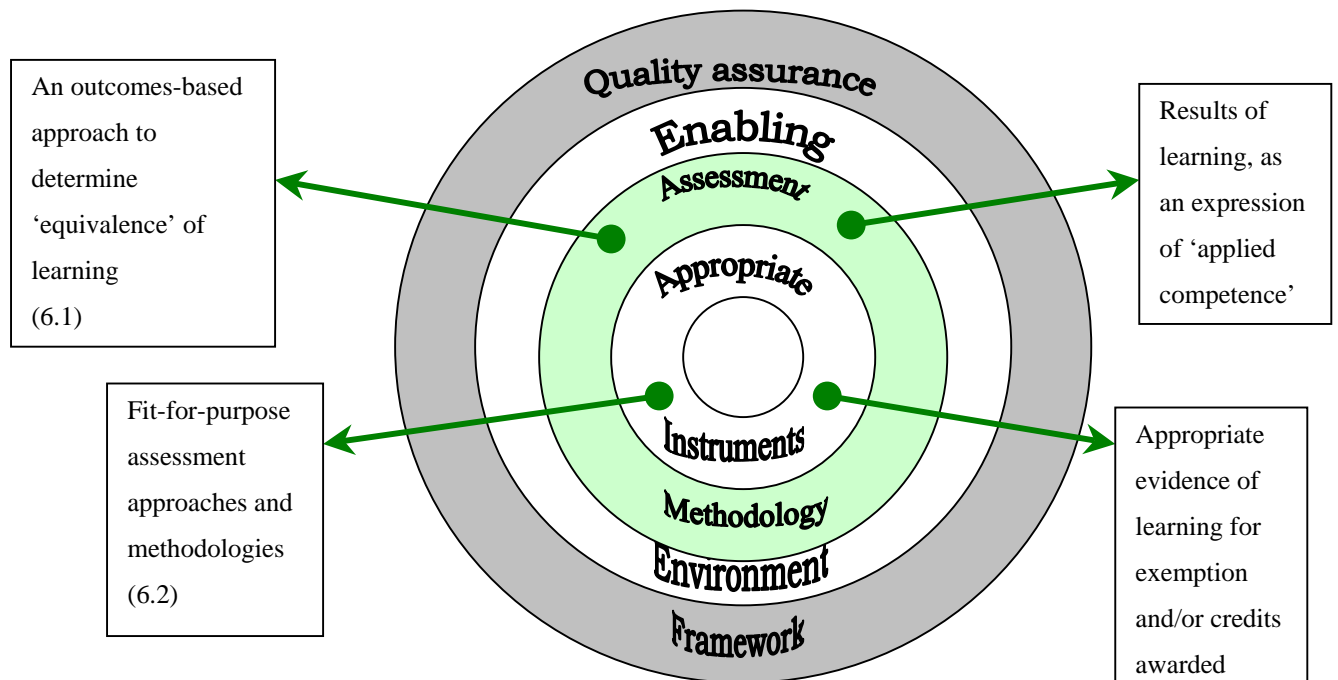 An outcomes-based
approach to
determine
‘equivalence’ of
learning
(6.1)
Fit-for-purpose
assessment
approaches and
methodologies
(6.2)
Quality assurance
Enabling
Assessment
Appropriate
Instruments
Methodology
Environment
Framework
Results of
learning, as
an expression
of ‘applied
competence’
Appropriate
evidence of
learning for
exemption
and/or credits
awarded